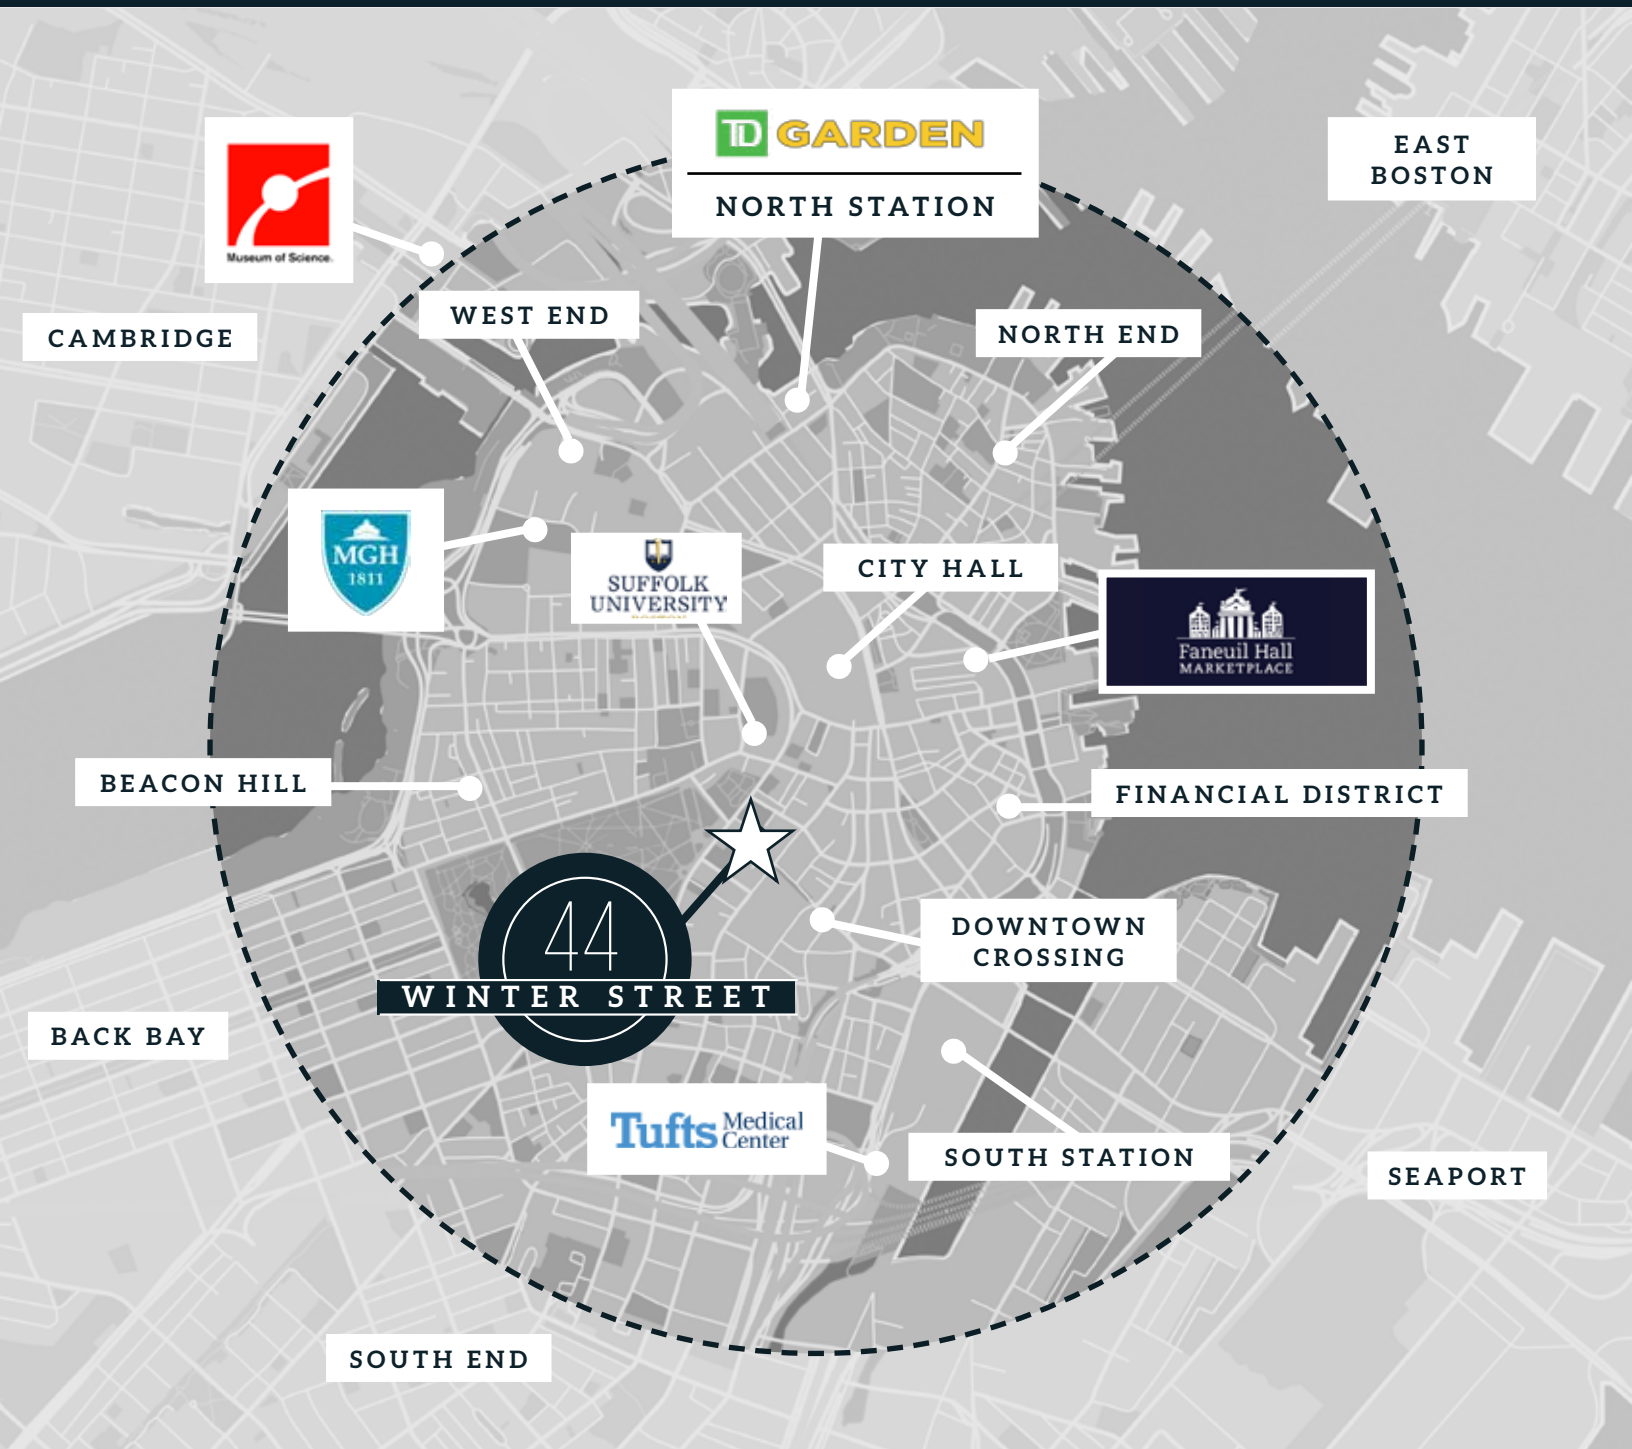 TD GARDEN
NORTH STATION
EAST
BOSTON
Museum of Science.
WEST END
CAMBRIDGE
NORTH END
MGH
1811
SUFFOLK
UNIVERSITY
CITY HALL
Faneuil Hall
MARKETPLACE
BEACON HILL
FINANCIAL DISTRICT
44
WINTER STREET
DOWNTOWN
CROSSING
BACK BAY
Tufts Medical
Center
SOUTH STATION
SEAPORT
SOUTH END